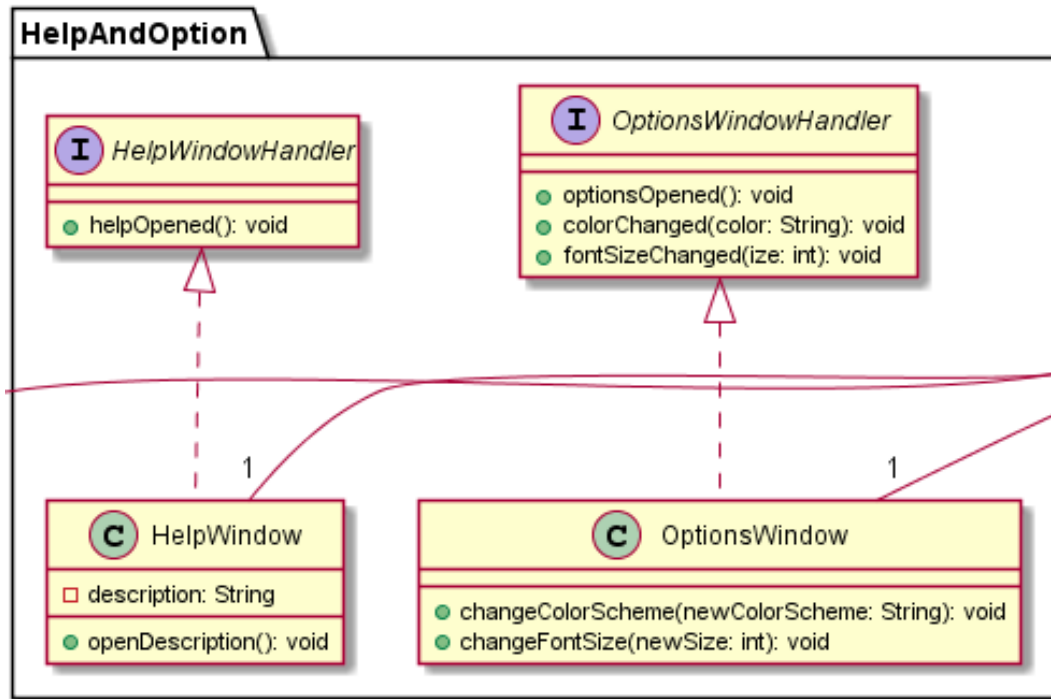 HelpAndOption
I HelpWindowHandler
helpOpened(): void
I OptionsWindowHandler
optionsOpened(): void
colorChanged(color: String): void
fontSizeChanged(ize: int): void
1
1
C HelpWindow
description: String
openDescription(): void
C OptionsWindow
changeColorScheme(newColorScheme: String): void
changeFontSize(newSize: int): void